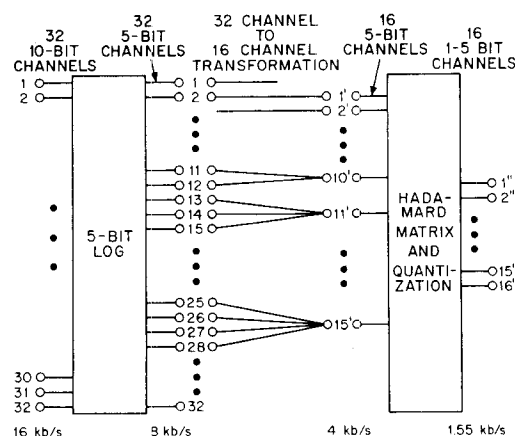 32
10-BIT
CHANNELS
32
5-BIT
CHANNELS
32 CHANNEL
TO
16 CHANNEL
TRANSFORMATION
16
5-BIT
CHANNELS
16
1-5 BIT
CHANNELS
1
2
30
31
32
5-BIT
LOG
1
2
11
12
13
14
15
25
26
27
28
32
1'
2'
10'
11'
15'
HADA-
MARD
MATRIX
AND
QUANTI-
ZATION
1"
2"
15'
16'
16 kb/s
8 kb/s
4 kb/s
1.55 kb/s